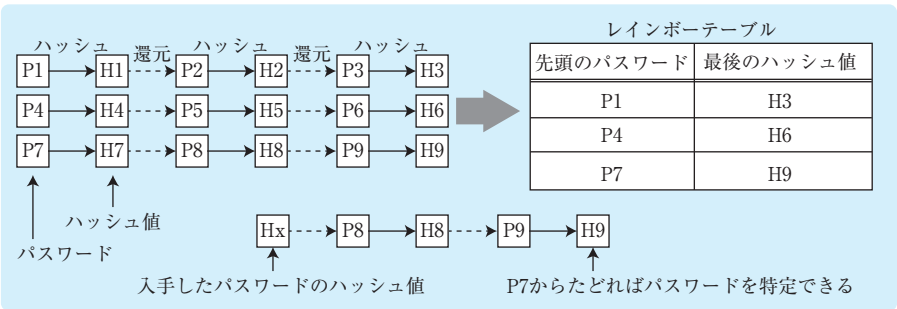 ハッシュ 還元 ハッシュ 還元 ハッシュ
P1 H1 P2 H2 P3 H3
P4 H4 P5 H5 P6 H6
P7 H7 P8 H8 P9 H9
ハッシュ値
パスワード
レインボーテーブル
先頭のパスワード 最後のハッシュ値
P1 H3
P4 H6
P7 H9
Hx P8 H8 P9 H9
入手したパスワードのハッシュ値 P7からたどればパスワードを特定できる